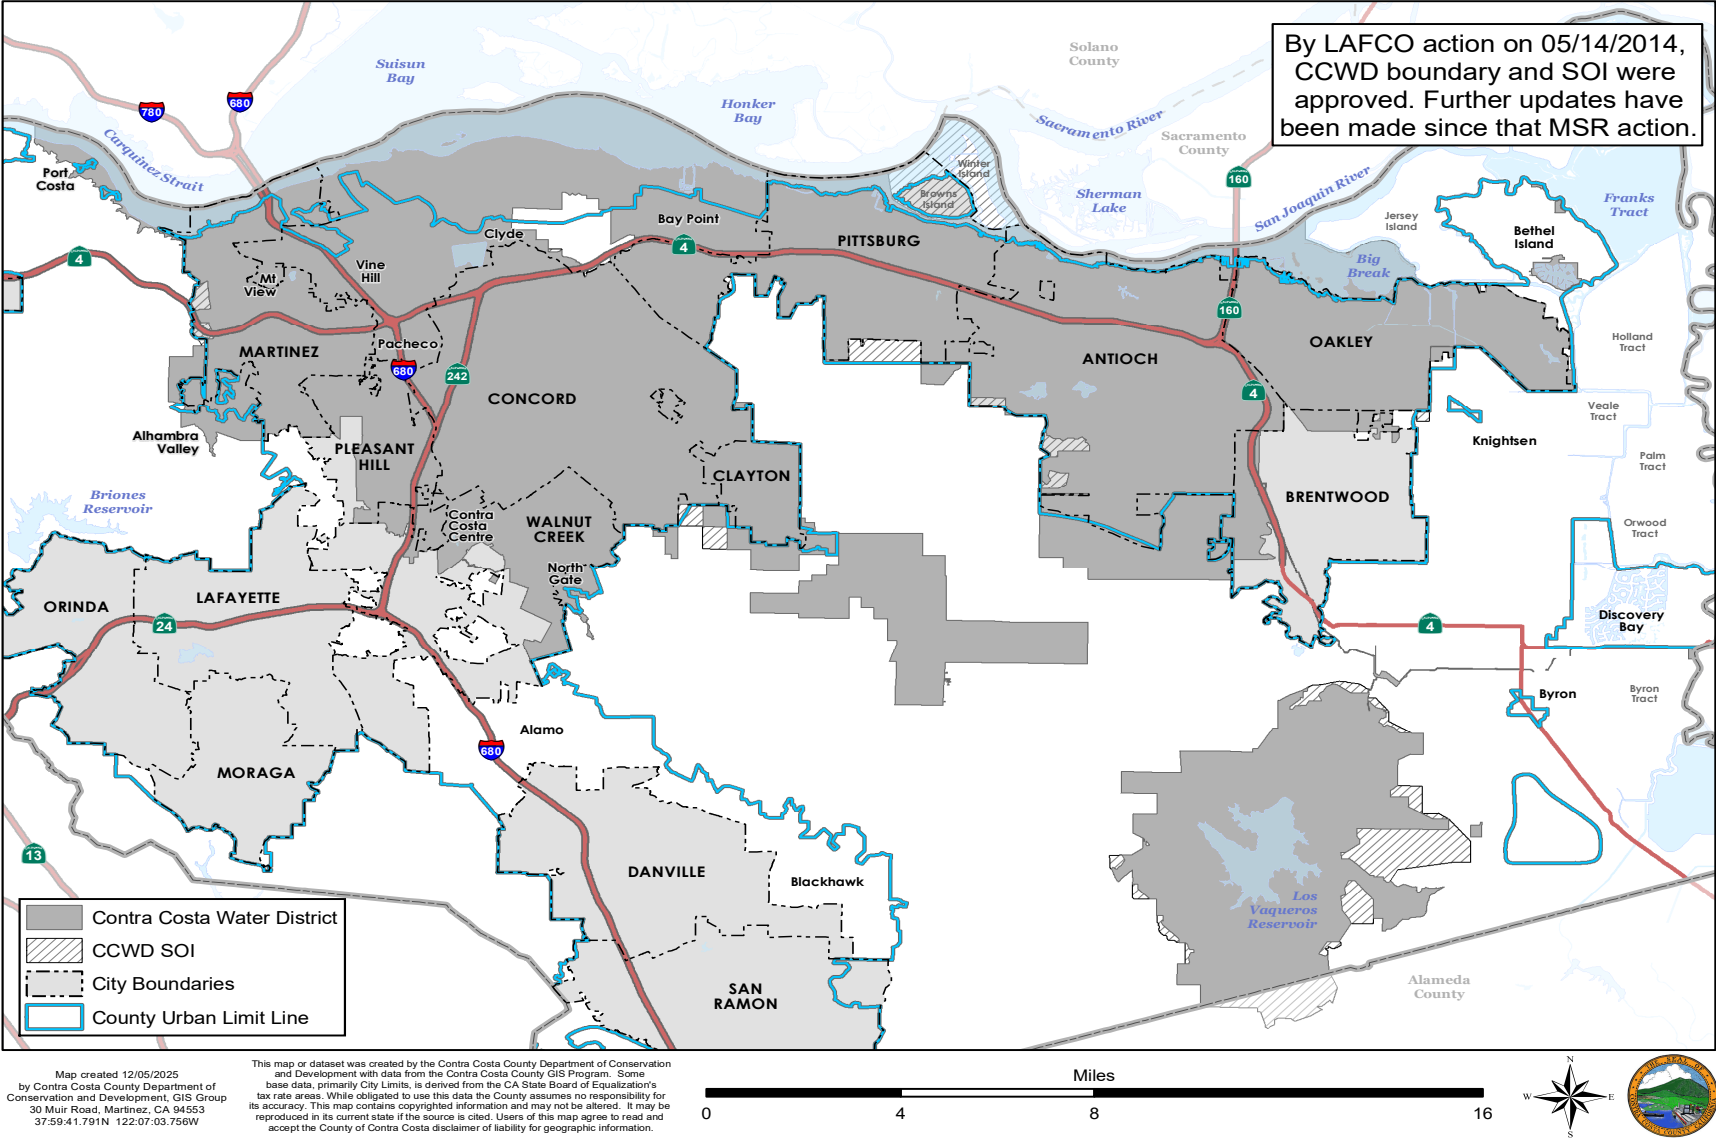 By LAFCO action on 05/14/2014,
CCWD boundary and SOI were
approved. Further updates have
been made since that MSR action.
Solano
County
Suisun
Bay
Honker
Bay
780
680
Sacramento River
Sacramento
County
Carquinez Strait
Port
Costa
Winter
Island
Browns
Island
160
Sherman
Lake
San Joaquin River
Franks
Tract
Jersey
Island
Bethel
Island
Bay Point
Clyde
4
PITTSBURG
4
Vine
Hill
Mt
View
Big
Break
160
Holland
Tract
MARTINEZ
Pacheco
680
242
ANTIOCH
OAKLEY
4
CONCORD
Veale
Tract
Alhambra
Valley
PLEASANT
HILL
Knightsen
Palm
Tract
CLAYTON
BRENTWOOD
Briones
Reservoir
Contra
Costa
Centre
WALNUT
CREEK
Orwood
Tract
North
Gate
ORINDA
LAFAYETTE
24
4
Discovery
Bay
Byron
Byron
Tract
Alamo
680
MORAGA
13
DANVILLE
Blackhawk
Los
Vaqueros
Reservoir
SAN
RAMON
Alameda
County
Contra Costa Water District
CCWD SOI
City Boundaries
County Urban Limit Line
Map created 12/05/2025
by Contra Costa County Department of
Conservation and Development, GIS Group
30 Muir Road, Martinez, CA 94553
37:59:41.791N 122:07:03.756W
This map or dataset was created by the Contra Costa County Department of Conservation
and Development with data from the Contra Costa County GIS Program. Some
base data, primarily City Limits, is derived from the CA State Board of Equalization's
tax rate areas. While obligated to use this data the County assumes no responsibility for
its accuracy. This map contains copyrighted information and may not be altered. It may be
reproduced in its current state if the source is cited. Users of this map agree to read and
accept the County of Contra Costa disclaimer of liability for geographic information.
Miles
0 4 8 16
N
W E
S